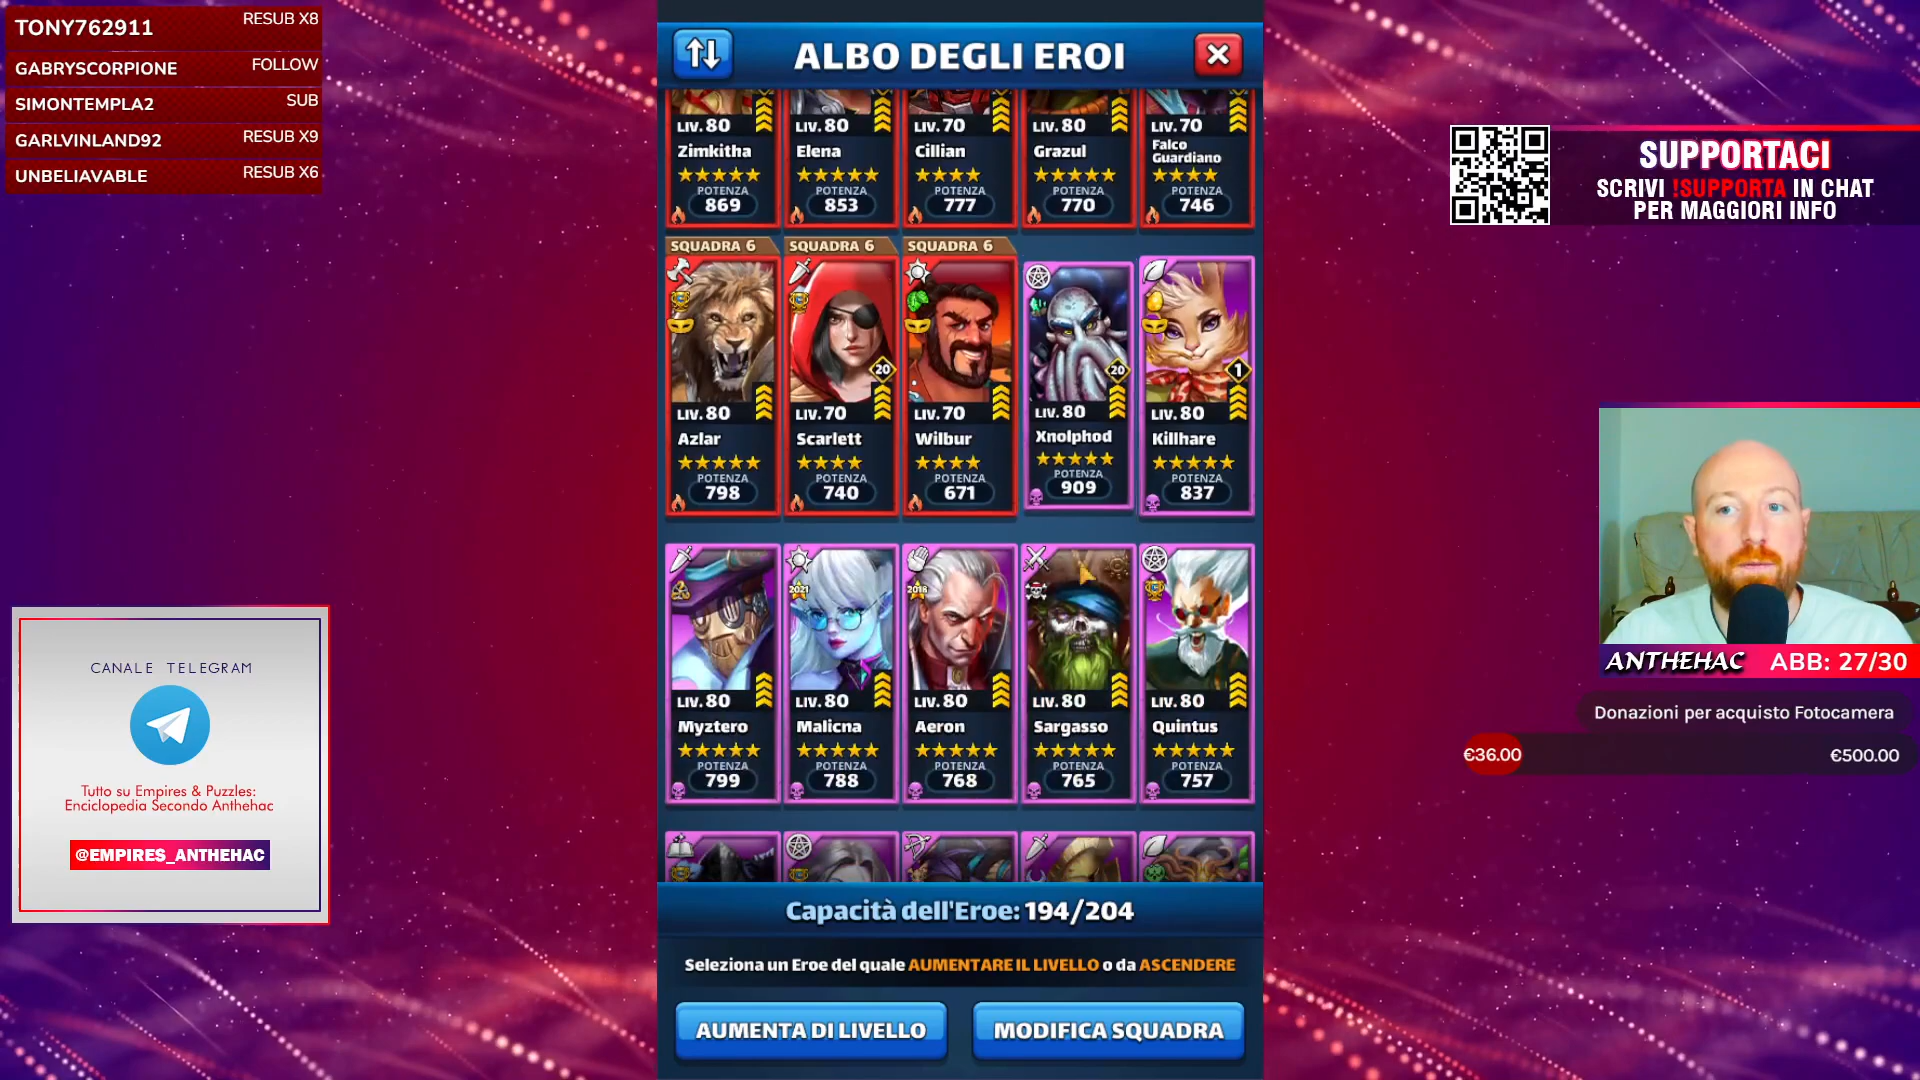 TONY762911 RESUB X8
GABRYSCORPIONE FOLLOW
SIMONTEMPLA2 SUB
GARLVINLAND92 RESUB X9
UNBELIAVABLE RESUB X6
ALBO DEGLI EROI
LIV. 80 LIV. 80 LIV. 70 LIV. 80 LIV. 70
Zimkitha Elena Cillian Grazul Falco Guardiano
POTENZA POTENZA POTENZA POTENZA POTENZA
869 853 777 770 746
SQUADRA 6 SQUADRA 6 SQUADRA 6
20 20 1
LIV. 80 LIV. 70 LIV. 70 LIV. 80 LIV. 80
Azlar Scarlett Wilbur Xnolphod Killhare
POTENZA POTENZA POTENZA POTENZA POTENZA
798 740 671 909 837
2021 2018
LIV. 80 LIV. 80 LIV. 80 LIV. 80 LIV. 80
Myztero Malicna Aeron Sargasso Quintus
POTENZA POTENZA POTENZA POTENZA POTENZA
799 788 768 765 757
Capacità dell'Eroe: 194/204
Seleziona un Eroe del quale AUMENTARE IL LIVELLO o da ASCENDERE
AUMENTA DI LIVELLO MODIFICA SQUADRA
SUPPORTACI
SCRIVI !SUPPORTA IN CHAT
PER MAGGIORI INFO
ANTHEHAC ABB: 27/30
Donazioni per acquisto Fotocamera
€36.00 €500.00
CANALE TELEGRAM
Tutto su Empires & Puzzles:
Enciclopedia Secondo Anthehac
@EMPIRES_ANTHEHAC